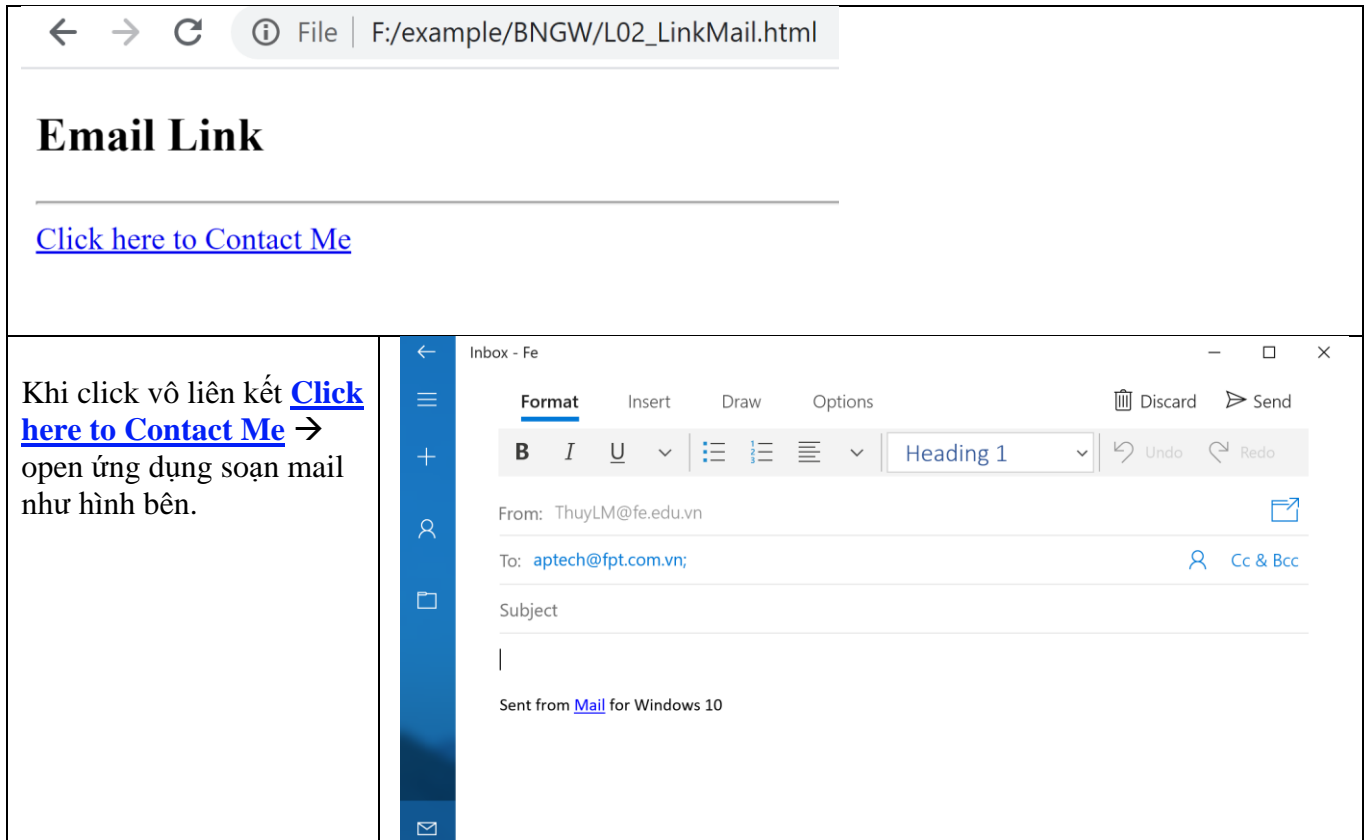 File | F:/example/BNGW/L02_LinkMail.html
Email Link
Click here to Contact Me
Khi click vô liên kết Click
here to Contact Me →
open ứng dụng soạn mail
như hình bên.
Inbox - Fe
Format Insert Draw Options Discard Send
B I U Heading 1 Undo Redo
From: ThuyLM@fe.edu.vn
To: aptech@fpt.com.vn; Cc & Bcc
Subject
Sent from Mail for Windows 10